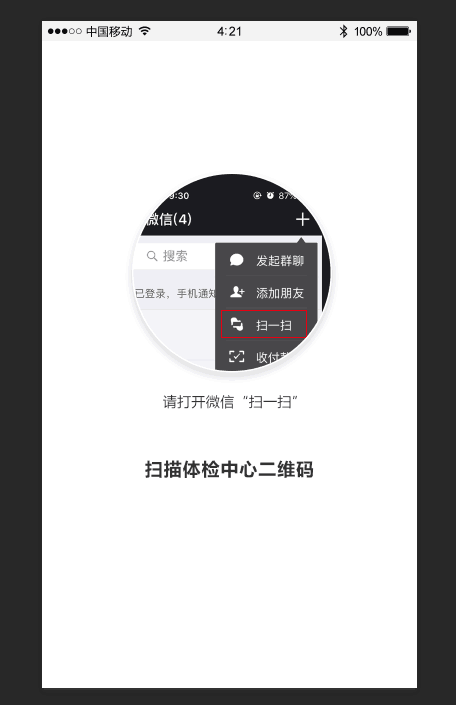 中国移动 4:21 100%
9:30 87%
微信(4)
搜索
发起群聊
已登录，手机通知
添加朋友
扫一扫
收付款
请打开微信“扫一扫”
扫描体检中心二维码